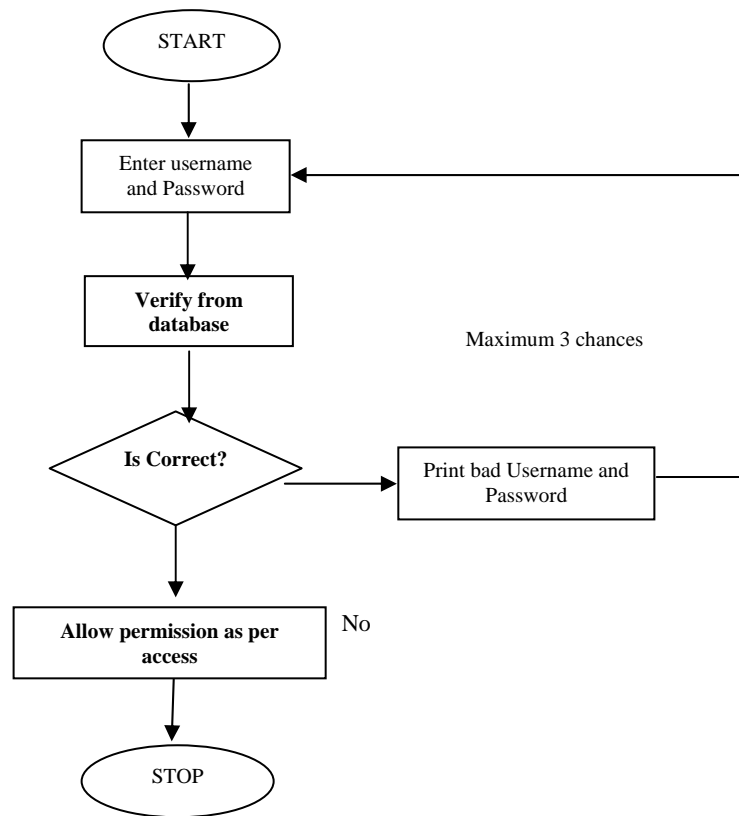 START
Enter username
and Password
Verify from
database
Maximum 3 chances
Is Correct?
Print bad Username and
Password
Allow permission as per
access
No
STOP